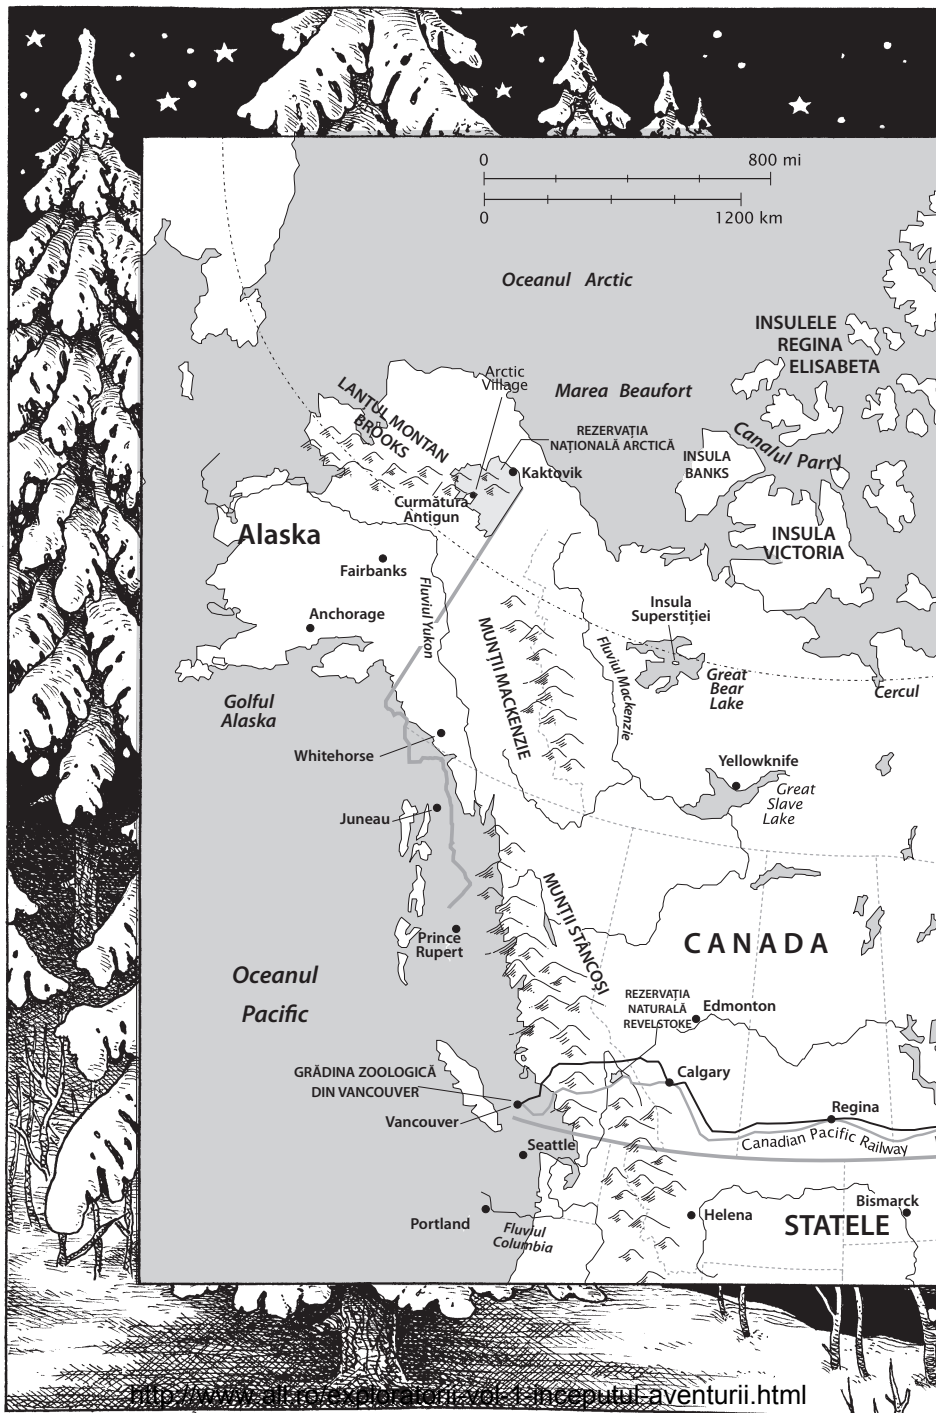 0 800 mi
0 1200 km
Oceanul Arctic
INSULELE
REGINA
ELISABETA
Arctic
Village
Marea Beaufort
LANTUL MONTAN
BROOKS
REZERVAȚIA
NAȚIONALĂ ARCTICĂ
Canalul Parry
INSULA
BANKS
Kaktovik
Curmătura
Antigun
Alaska
INSULA
VICTORIA
Fairbanks
Fluviul Yukon
Anchorage
Insula
Superstiției
MUNȚII MACKENZIE
Fluviul Mackenzie
Great
Bear
Lake
Cercul
Golful
Alaska
Whitehorse
Yellowknife
Great
Slave
Lake
Juneau
MUNȚII STÂNCOȘI
Prince
Rupert
CANADA
Oceanul
Pacific
REZERVAȚIA
NATURALĂ
REVELSTOKE
Edmonton
GRĂDINA ZOOLOGICĂ
DIN VANCOUVER
Calgary
Vancouver
Regina
Canadian Pacific Railway
Seattle
Portland
Fluviul
Columbia
Helena
Bismarck
STATELE
http://www.all.ro/exploratorii-vol-1-inceputul-aventurii.html